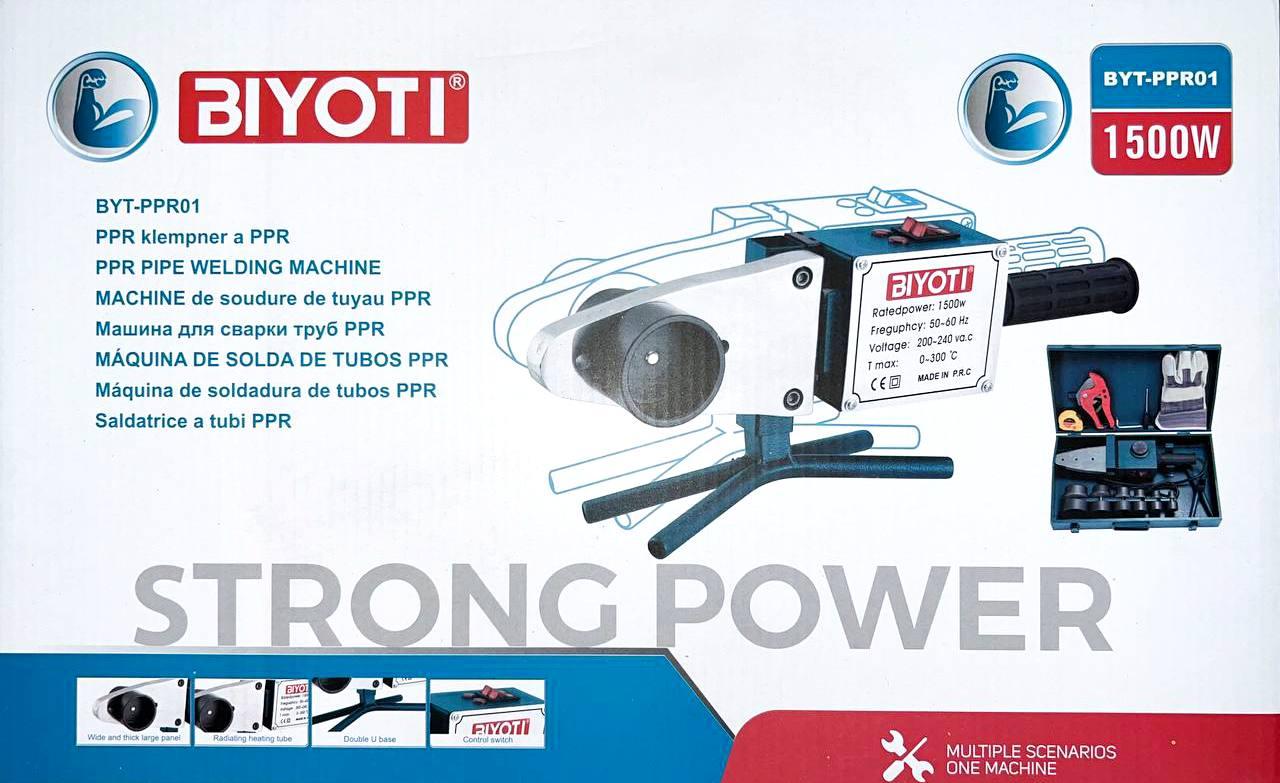 BIYOTI®
BYT-PPR01
1500W
BYT-PPR01
PPR klempner a PPR
PPR PIPE WELDING MACHINE
MACHINE de soudure de tuyau PPR
Машина для сварки труб PPR
MÁQUINA DE SOLDA DE TUBOS PPR
Máquina de soldadura de tubos PPR
Saldatrice a tubi PPR
BIYOTI
Ratedpower: 1500w
Freguphcy: 50~60 Hz
Voltage: 200~240 va.c
T max: 0~300 ℃
CE MADE IN P.R.C
STRONG POWER
Wide and thick large panel
Radiating heating tube
Double U base
Control switch
BIYOTI
MULTIPLE SCENARIOS
ONE MACHINE